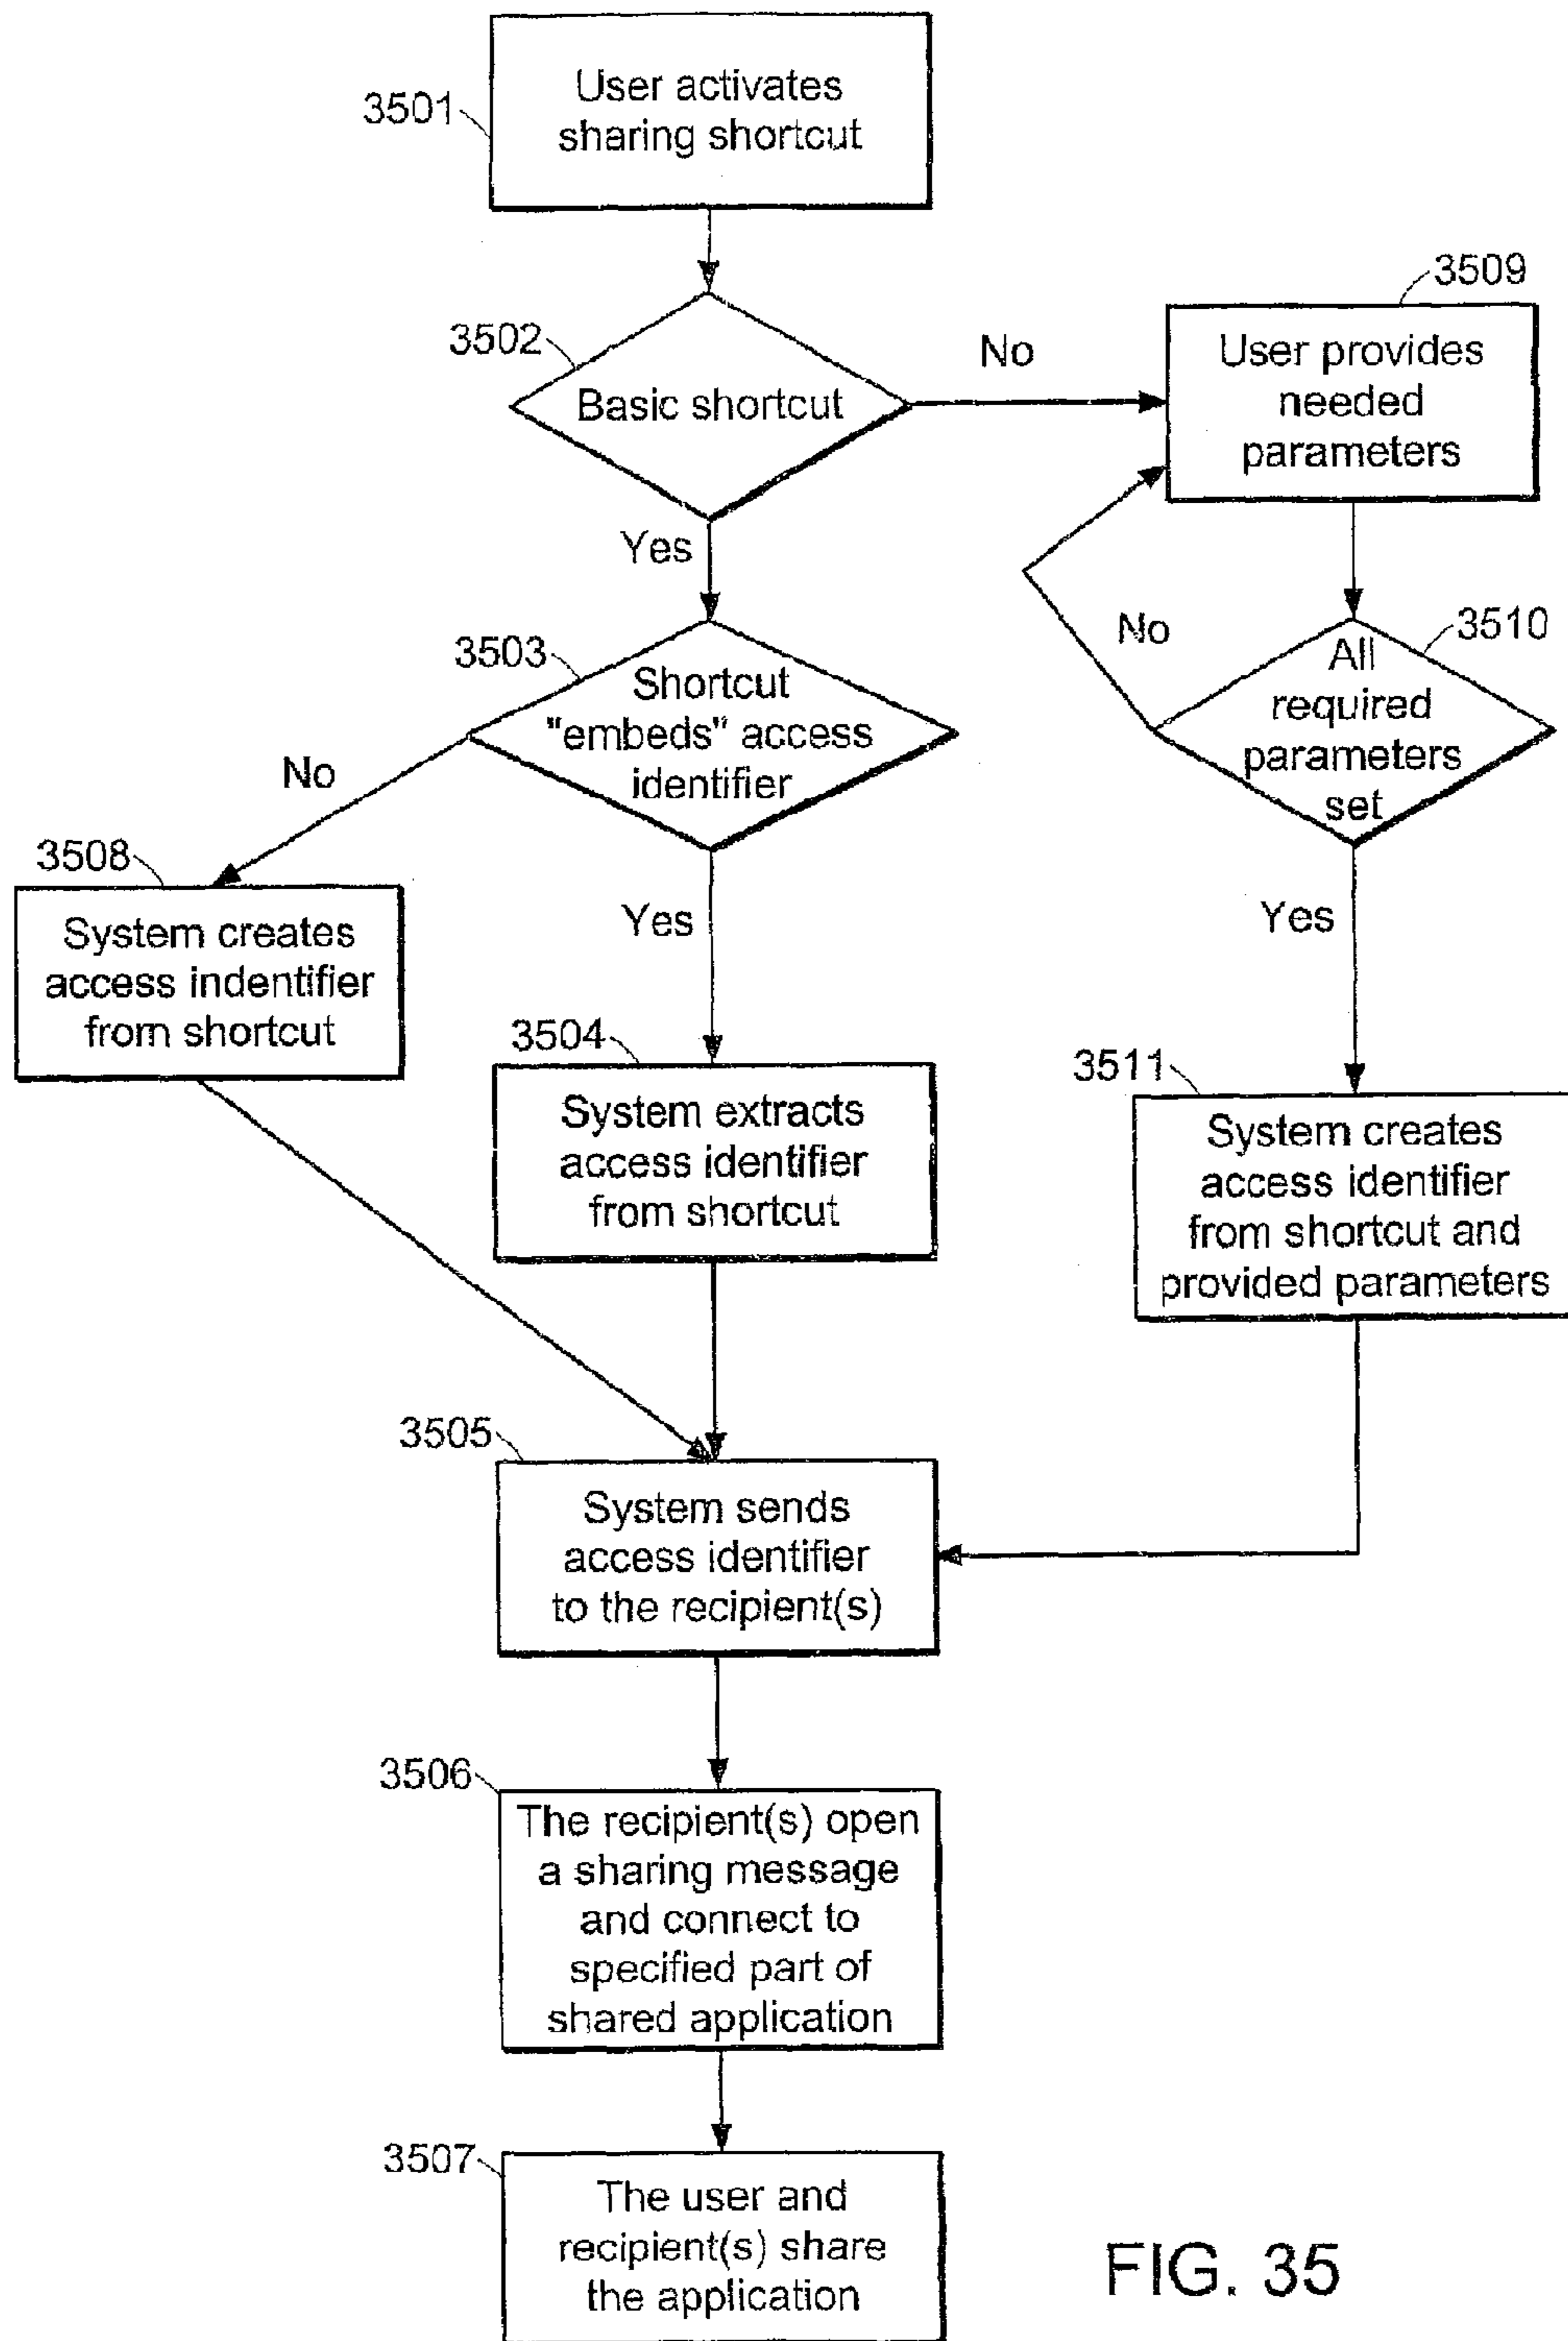 3501
User activates
sharing shortcut
3502
Basic shortcut
No
Yes
3509
User provides
needed
parameters
3503
Shortcut
"embeds" access
identifier
No
Yes
3510
All
required
parameters
set
No
Yes
3508
System creates
access indentifier
from shortcut
3504
System extracts
access identifier
from shortcut
3511
System creates
access identifier
from shortcut and
provided parameters
3505
System sends
access identifier
to the recipient(s)
3506
The recipient(s) open
a sharing message
and connect to
specified part of
shared application
3507
The user and
recipient(s) share
the application
FIG. 35